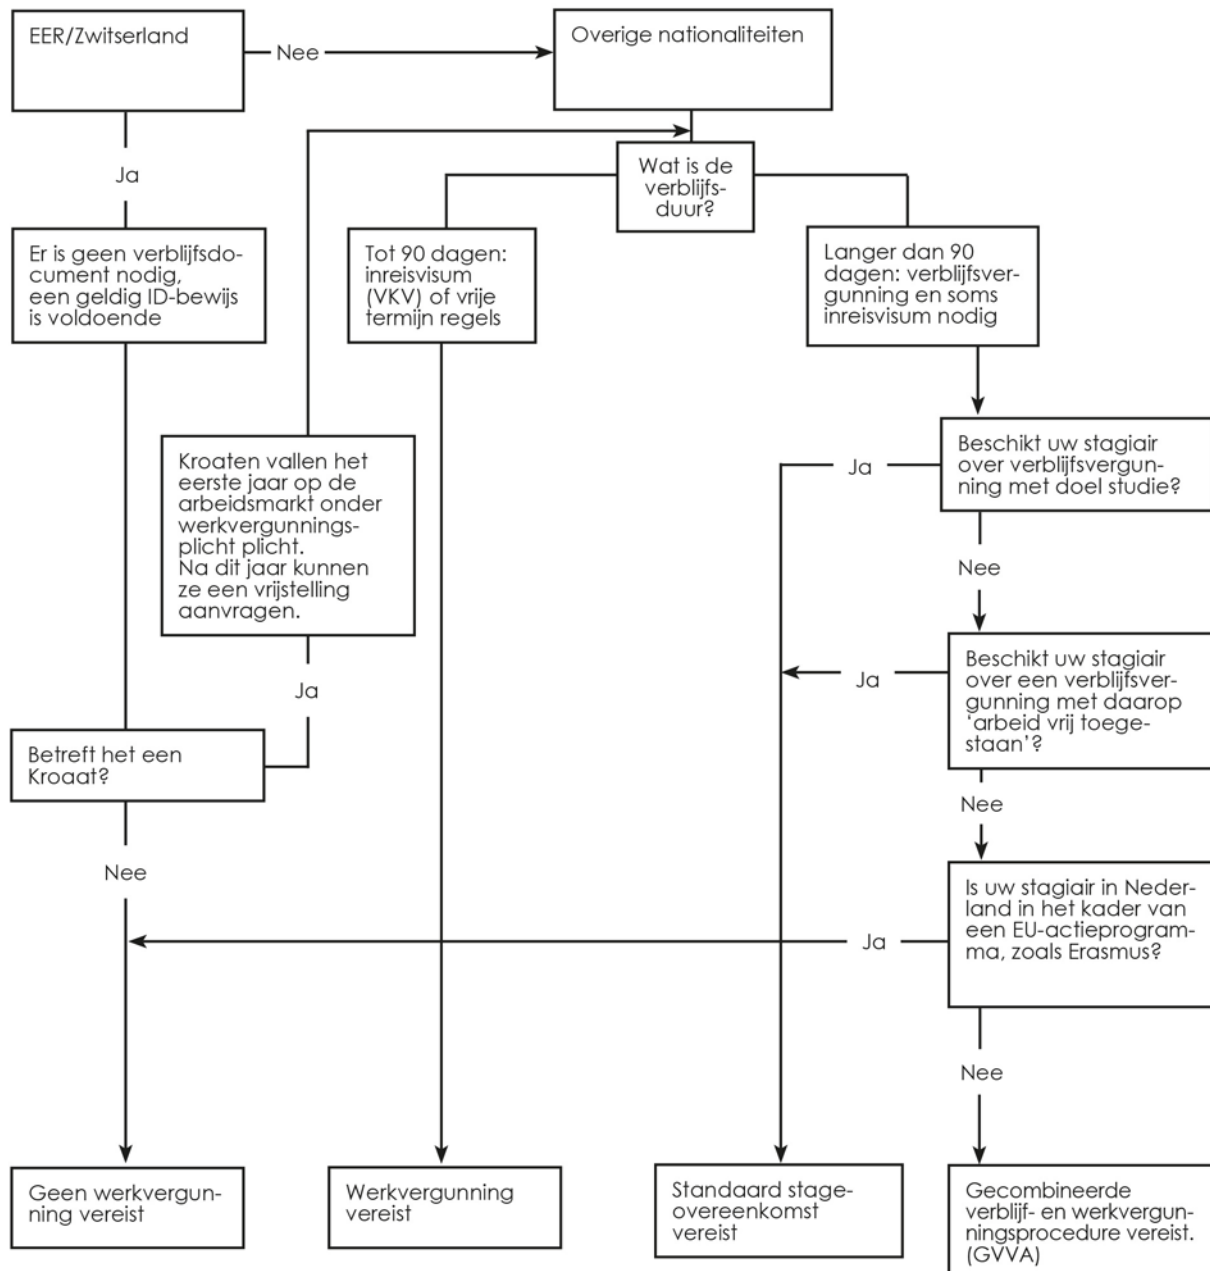 EER/Zwitserland
Nee
Overige nationaliteiten
Ja
Wat is de
verblijfs-
duur?
Er is geen verblijfsdo-
cument nodig,
een geldig ID-bewijs
is voldoende
Tot 90 dagen:
inreisvisum
(VKV) of vrije
termijn regels
Langer dan 90
dagen: verblijfsver-
gunning en soms
inreisvisum nodig
Kroaten vallen het
eerste jaar op de
arbeidsmarkt onder
werkvergunnings-
plicht plicht.
Na dit jaar kunnen
ze een vrijstelling
aanvragen.
Ja
Beschikt uw stagiair
over verblijfsvergun-
ning met doel studie?
Nee
Ja
Ja
Beschikt uw stagiair
over een verblijfsver-
gunning met daarop
‘arbeid vrij toege-
staan’?
Betreft het een
Kroaat?
Nee
Nee
Ja
Is uw stagiair in Neder-
land in het kader van
een EU-actieprogram-
ma, zoals Erasmus?
Nee
Geen werkvergun-
ning vereist
Werkvergunning
vereist
Standaard stage-
overeenkomst
vereist
Gecombineerde
verblijf- en werkvergun-
ningsprocedure vereist.
(GVVA)